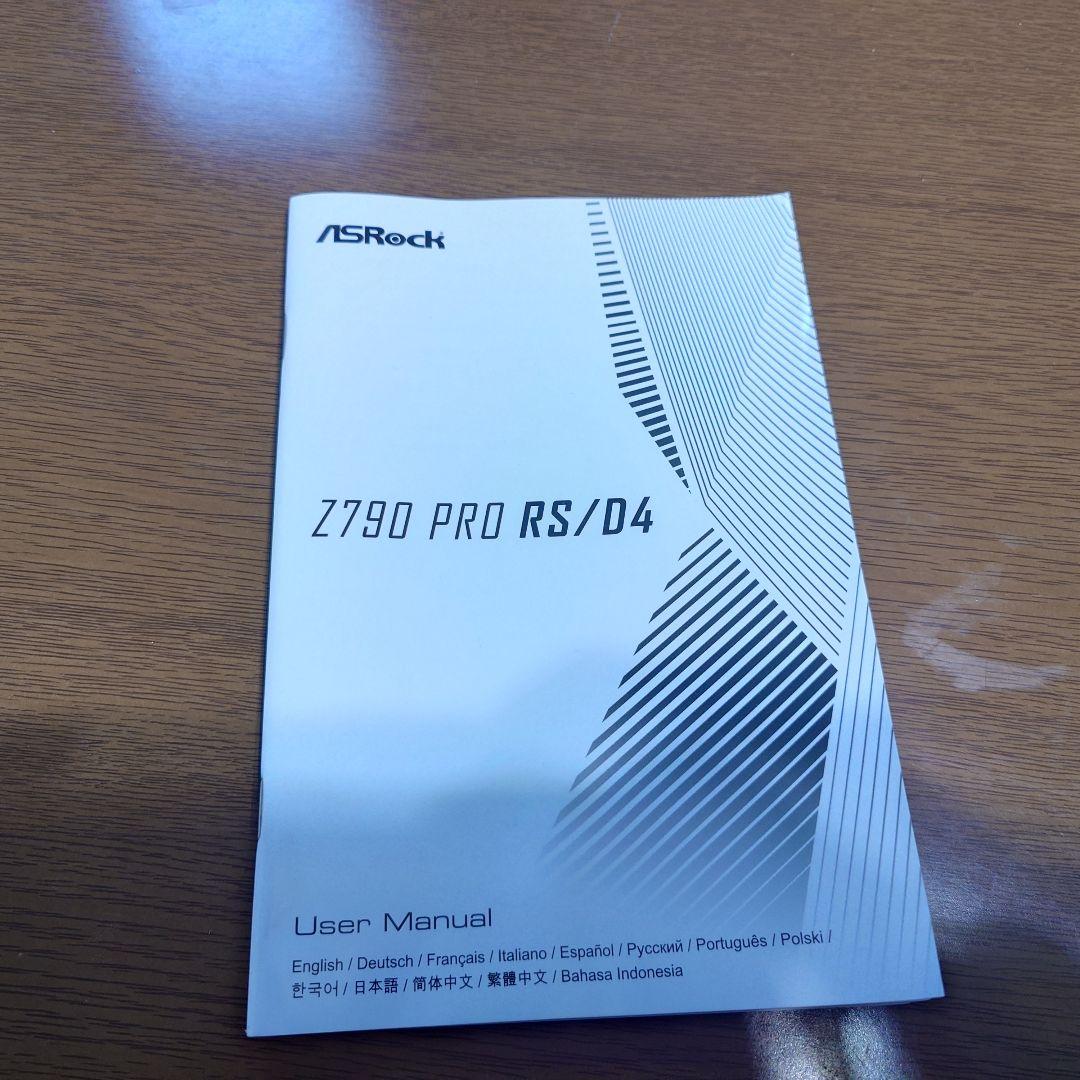 ASRock
Z790 PRO RS/D4
User Manual
English / Deutsch / Français / Italiano / Español / Русский / Português / Polski /
한국어 / 日本語 / 简体中文 / 繁體中文 / Bahasa Indonesia